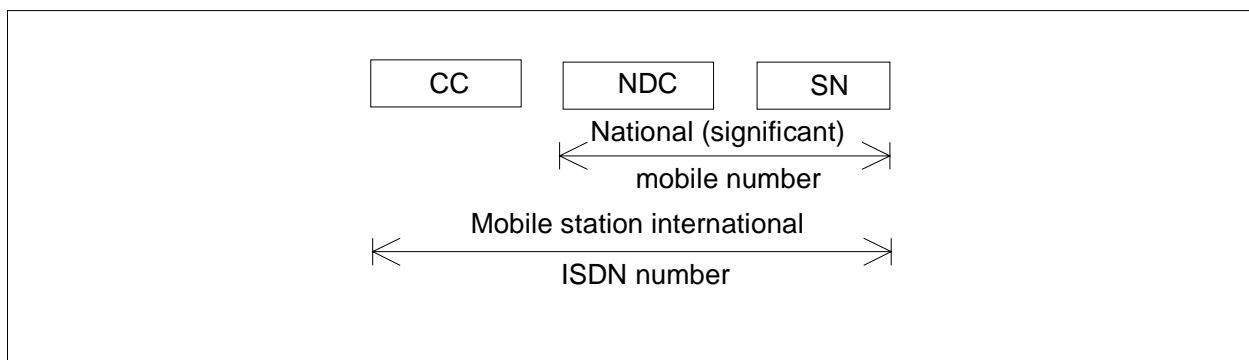 CC NDC SN
National (significant)
mobile number
Mobile station international
ISDN number